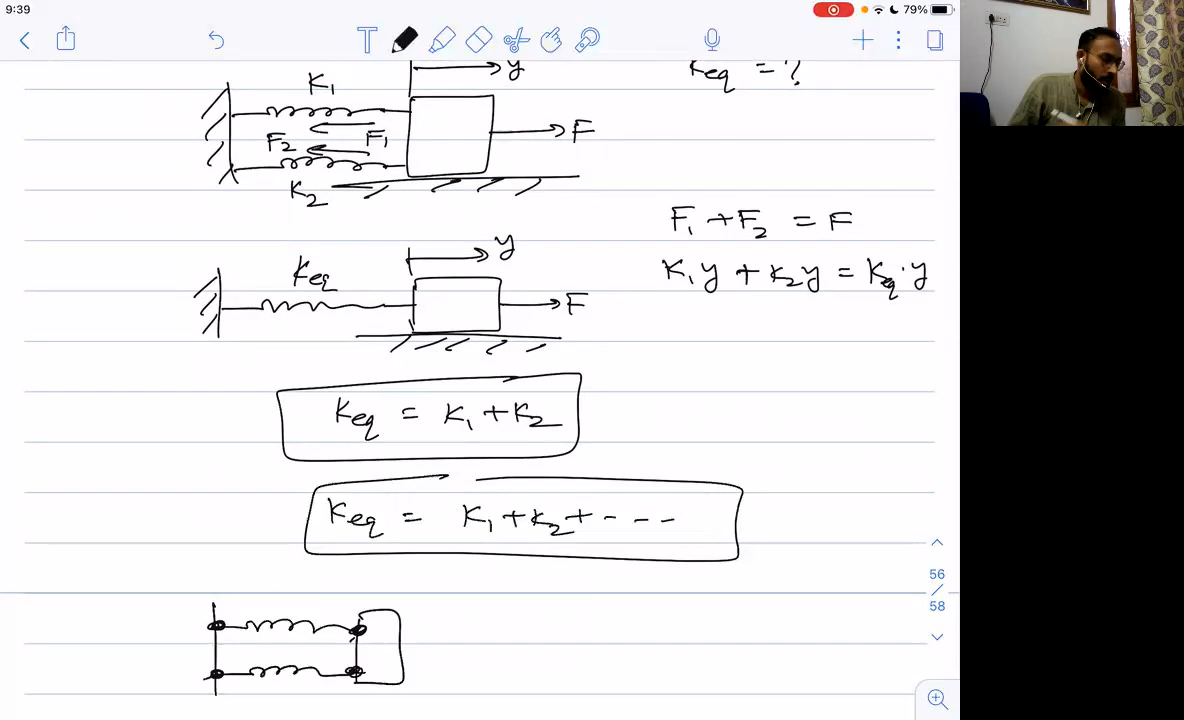 9:39
79%
T
y
Keq = ?
K1
F
F2
F1
K2
F1 + F2 = F
y
K1y + K2y = Keq·y
Keq
F
Keq = K1 + K2
Keq = K1 + K2 + ----
56
58